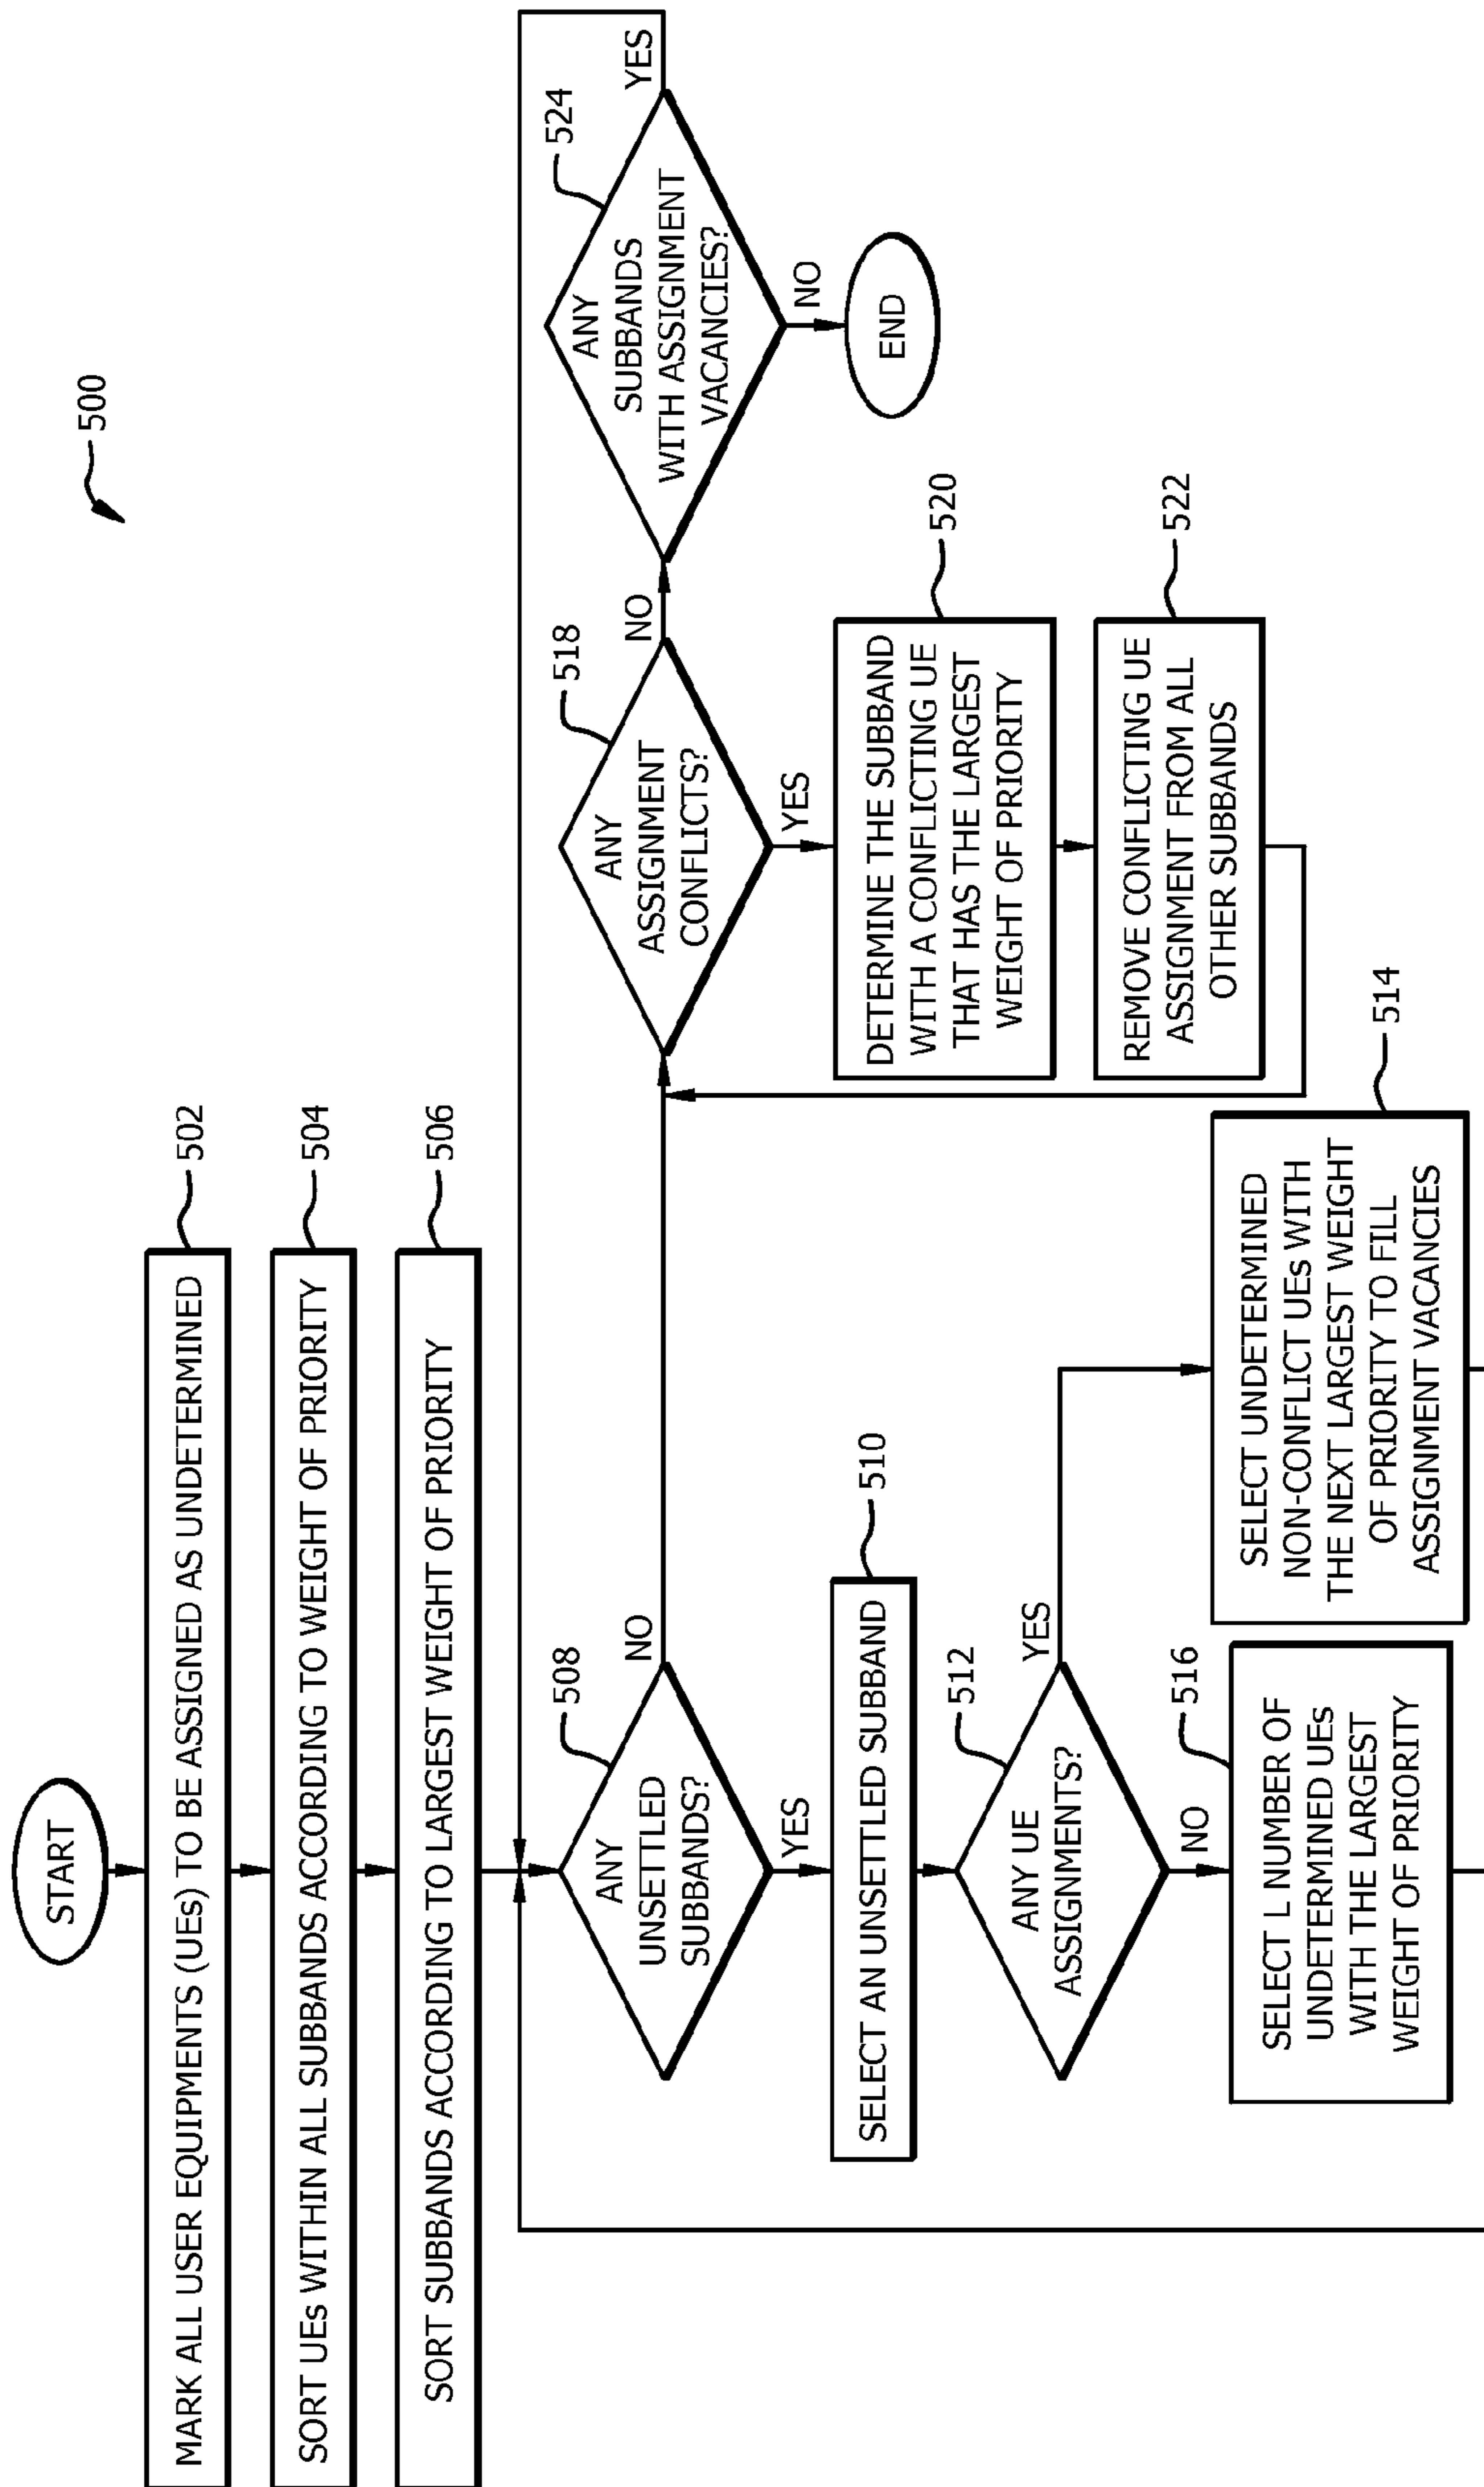 500
START
MARK ALL USER EQUIPMENTS (UEs) TO BE ASSIGNED AS UNDETERMINED
502
SORT UEs WITHIN ALL SUBBANDS ACCORDING TO WEIGHT OF PRIORITY
504
SORT SUBBANDS ACCORDING TO LARGEST WEIGHT OF PRIORITY
506
ANY
UNSETTLED
SUBBANDS?
508
NO
YES
SELECT AN UNSETTLED SUBBAND
510
ANY UE
ASSIGNMENTS?
512
YES
NO
SELECT L NUMBER OF
UNDETERMINED UEs
WITH THE LARGEST
WEIGHT OF PRIORITY
516
SELECT UNDETERMINED
NON-CONFLICT UEs WITH
THE NEXT LARGEST WEIGHT
OF PRIORITY TO FILL
ASSIGNMENT VACANCIES
514
ANY
ASSIGNMENT
CONFLICTS?
518
NO
YES
DETERMINE THE SUBBAND
WITH A CONFLICTING UE
THAT HAS THE LARGEST
WEIGHT OF PRIORITY
520
REMOVE CONFLICTING UE
ASSIGNMENT FROM ALL
OTHER SUBBANDS
522
ANY
SUBBANDS
WITH ASSIGNMENT
VACANCIES?
524
YES
NO
END